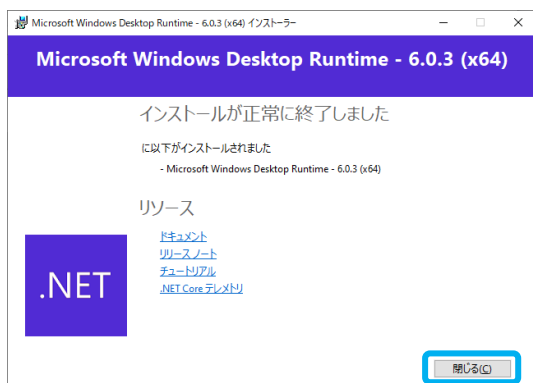 Microsoft Windows Desktop Runtime - 6.0.3 (x64) インストーラー
Microsoft Windows Desktop Runtime - 6.0.3 (x64)
インストールが正常に終了しました
に以下がインストールされました
- Microsoft Windows Desktop Runtime - 6.0.3 (x64)
リソース
ドキュメント
リリース ノート
チュートリアル
.NET Core テレメトリ
.NET
閉じる(C)